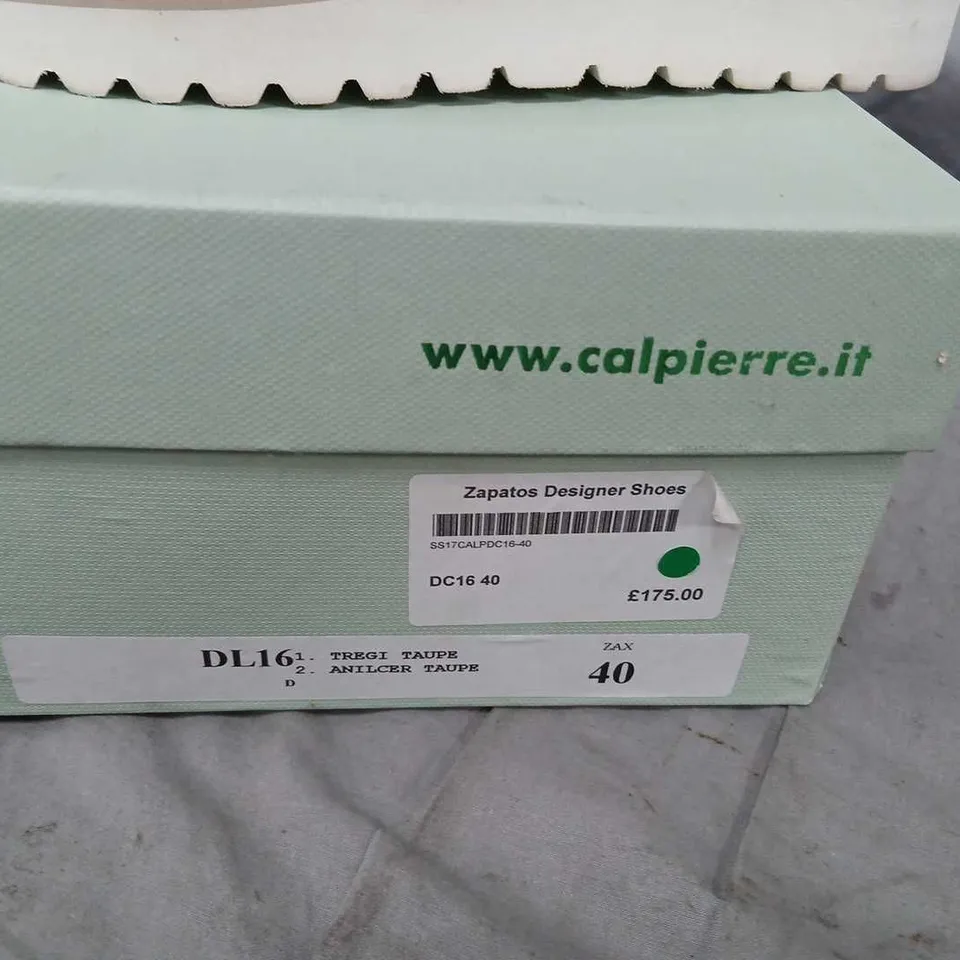 www.calpierre.it
Zapatos Designer Shoes
SS17CALPDC16-40
DC16 40
£175.00
DL16 1. TREGI TAUPE
2. ANILCER TAUPE
D
ZAX
40